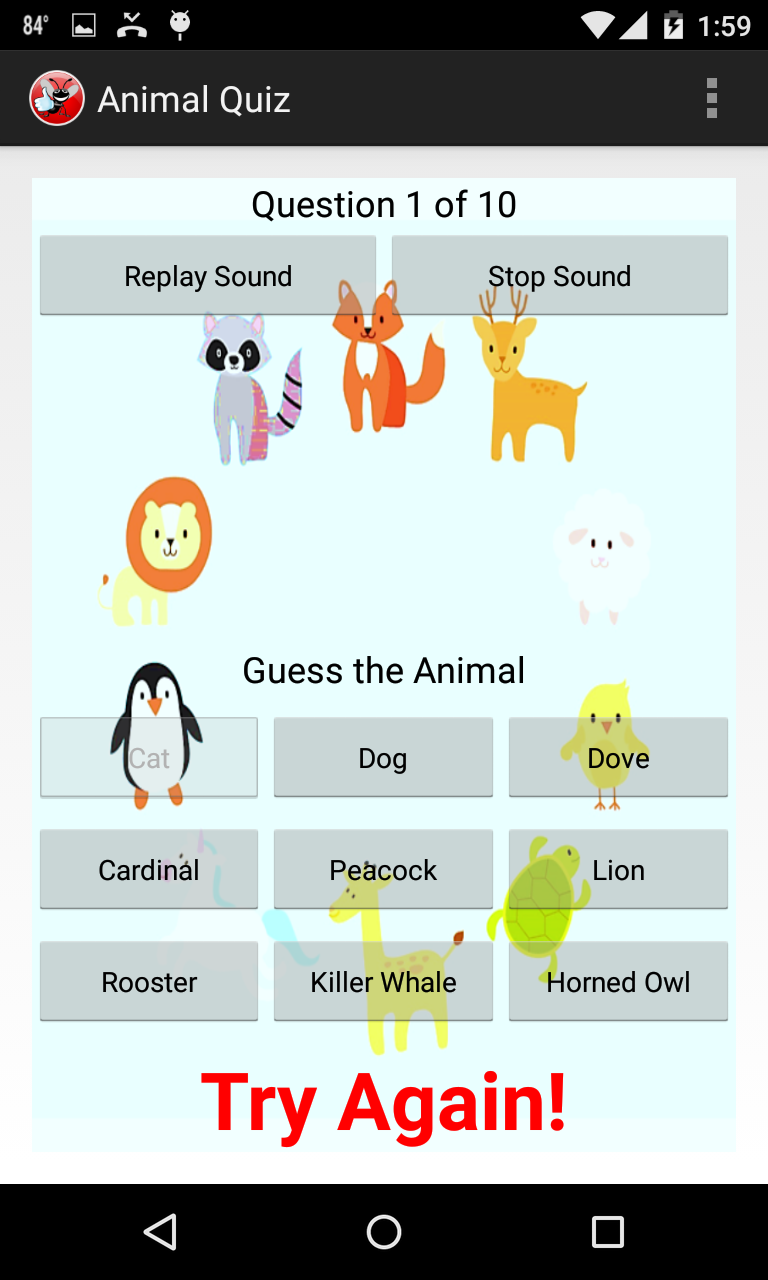 84°
1:59
Animal Quiz
Question 1 of 10
Replay Sound Stop Sound
Guess the Animal
Cat Dog Dove
Cardinal Peacock Lion
Rooster Killer Whale Horned Owl
Try Again!